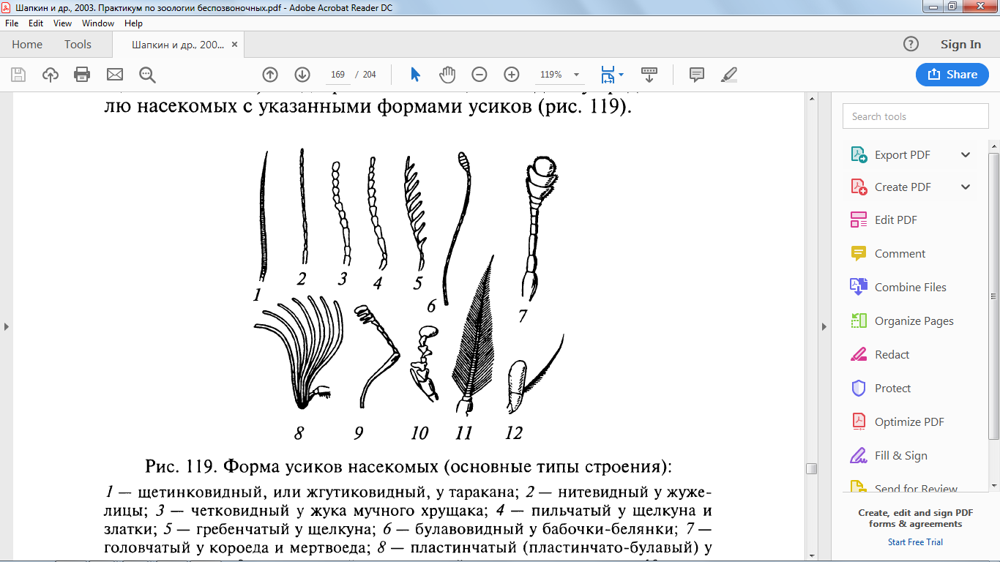 Шапкин и др., 2003. Практикум по зоологии беспозвоночных.pdf - Adobe Acrobat Reader DC
File Edit View Window Help
Home Tools Шапкин и др., 200... × ? Sign In
169 / 204 119% Share
лю насекомых с указанными формами усиков (рис. 119).
1 2 3 4 5 6 7
8 9 10 11 12
Рис. 119. Форма усиков насекомых (основные типы строения):
1 — щетинковидный, или жгутиковидный, у таракана; 2 — нитевидный у жуже-
лицы; 3 — четковидный у жука мучного хрущака; 4 — пильчатый у щелкуна и
златки; 5 — гребенчатый у щелкуна; 6 — булавовидный у бабочки-белянки; 7 —
головчатый у короеда и мертвоеда; 8 — пластинчатый (пластинчато-булавый) у
Search tools
Export PDF
Create PDF
Edit PDF
Comment
Combine Files
Organize Pages
Redact
Protect
Optimize PDF
Fill & Sign
Send for Review
Create, edit and sign PDF
forms & agreements
Start Free Trial